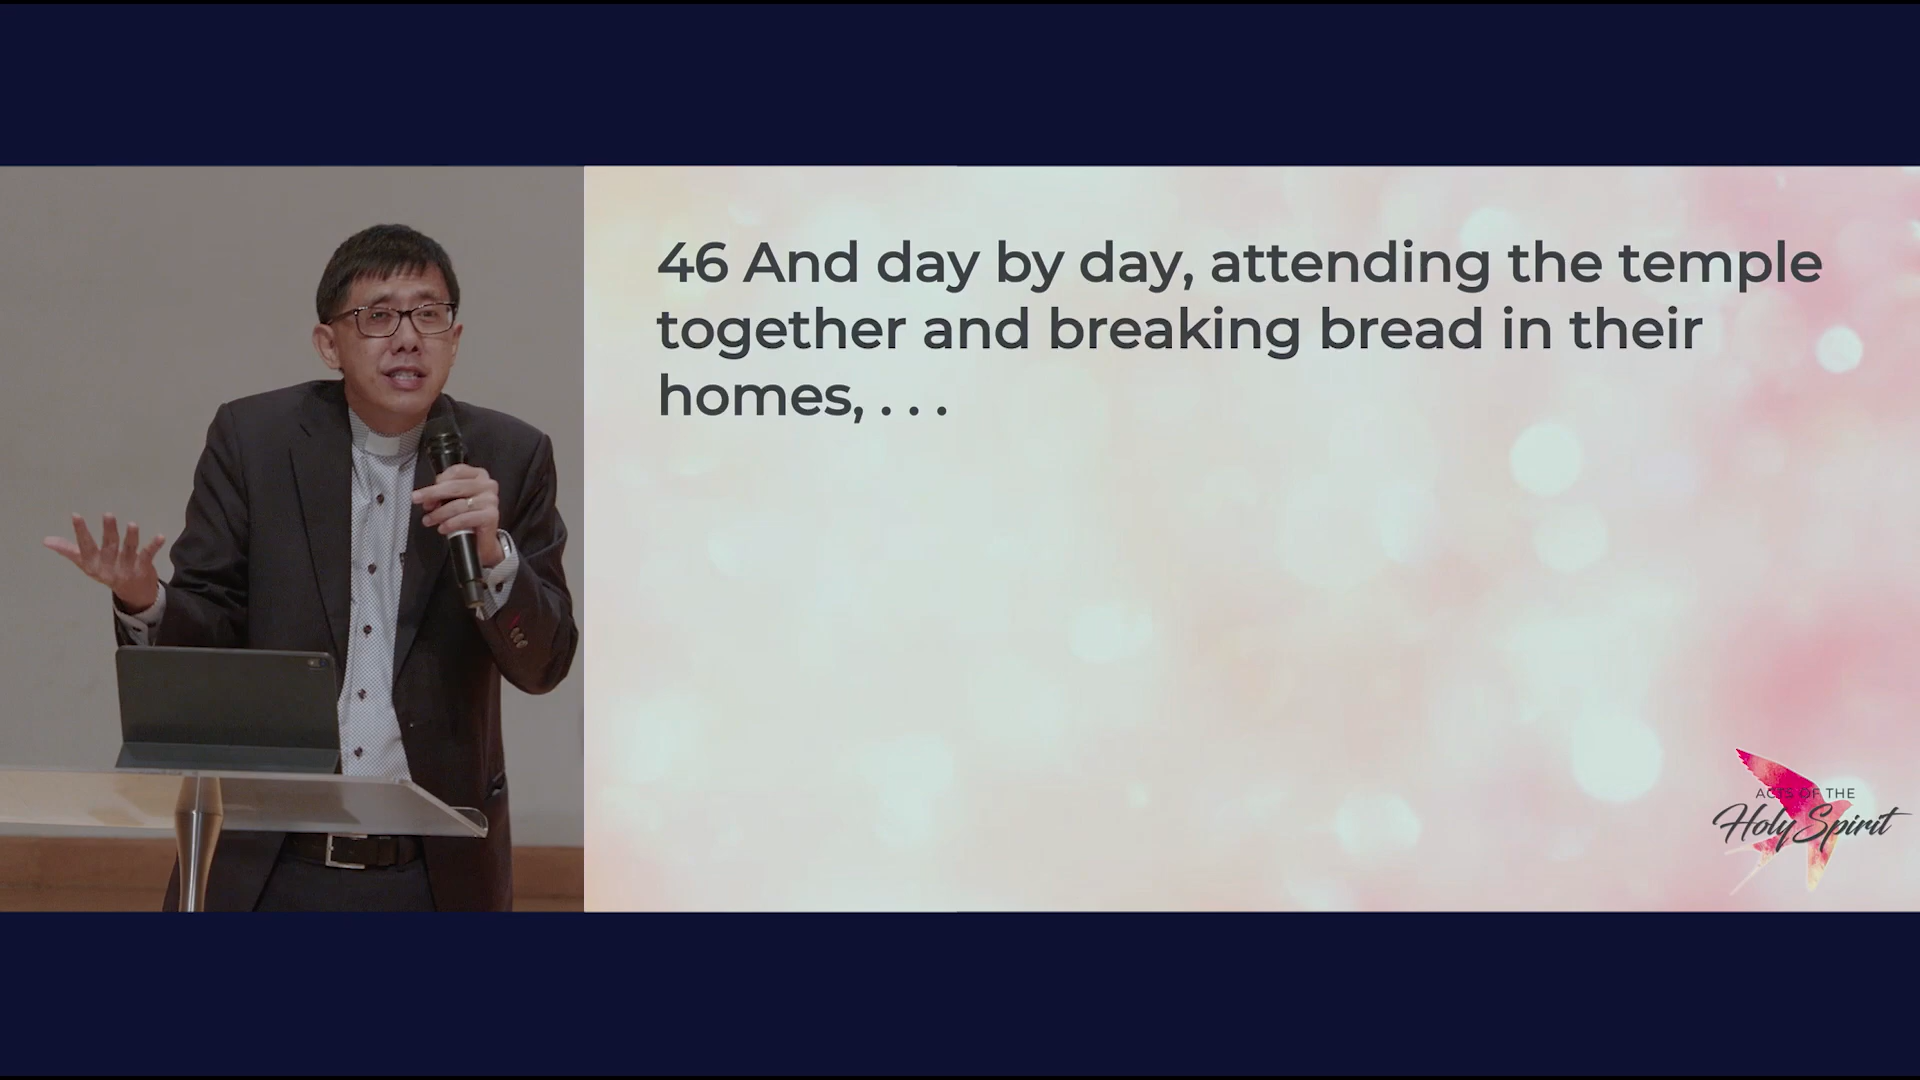 46 And day by day, attending the temple
together and breaking bread in their
homes, . . .
ACTS OF THE
Holy Spirit